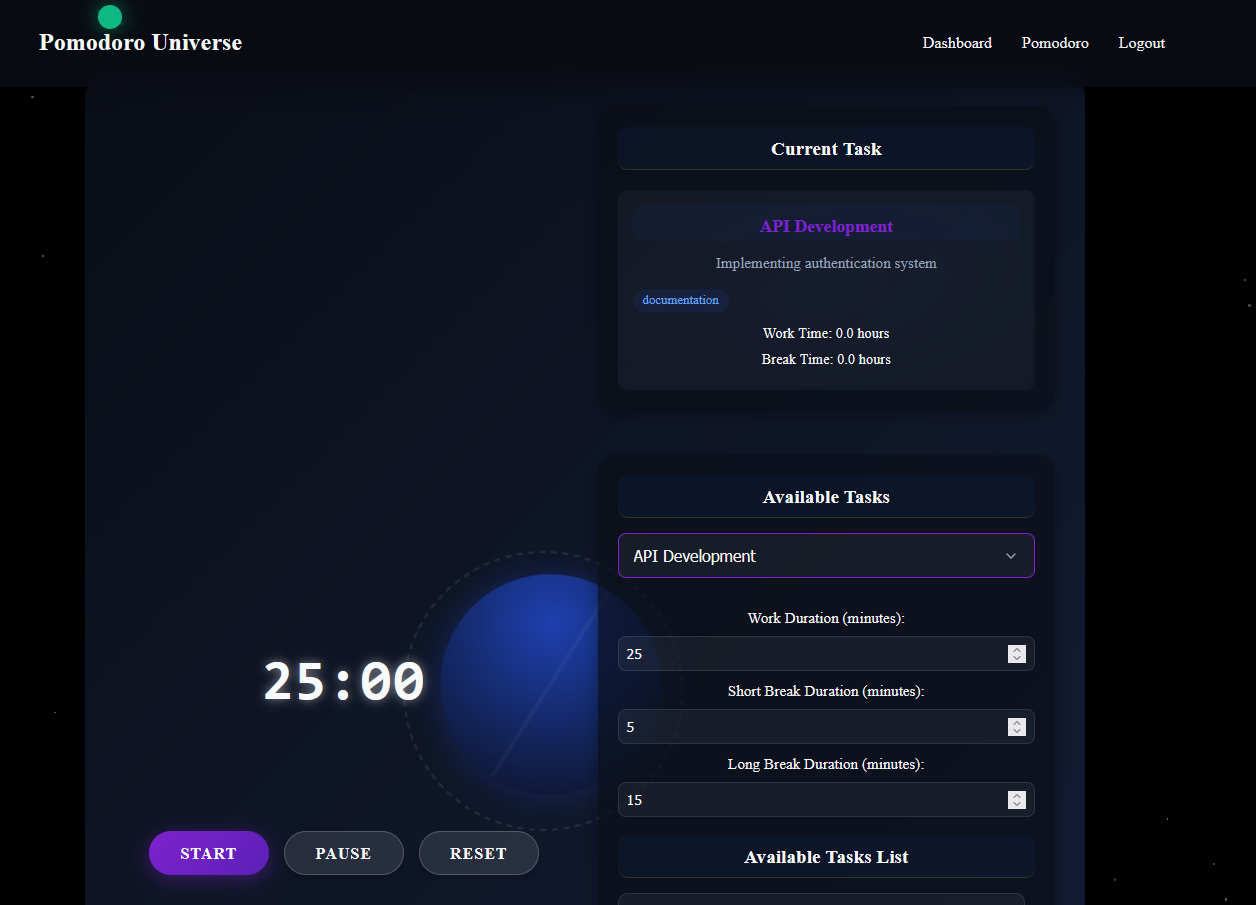 Pomodoro Universe
Dashboard
Pomodoro
Logout
Current Task
API Development
Implementing authentication system
documentation
Work Time: 0.0 hours
Break Time: 0.0 hours
Available Tasks
API Development
Work Duration (minutes):
25
Short Break Duration (minutes):
5
Long Break Duration (minutes):
15
Available Tasks List
25:00
START
PAUSE
RESET